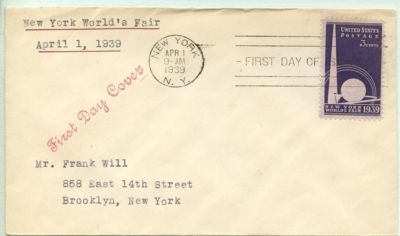 New York World's Fair
April 1, 1939
NEW YORK
APR 1
9-AM
1939
N. Y.
FIRST DAY OF
UNITED STATES
POSTAGE
3 CENTS
NEW YORK
WORLD'S FAIR 1939
First Day Cover
Mr. Frank Will
858 East 14th Street
Brooklyn, New York